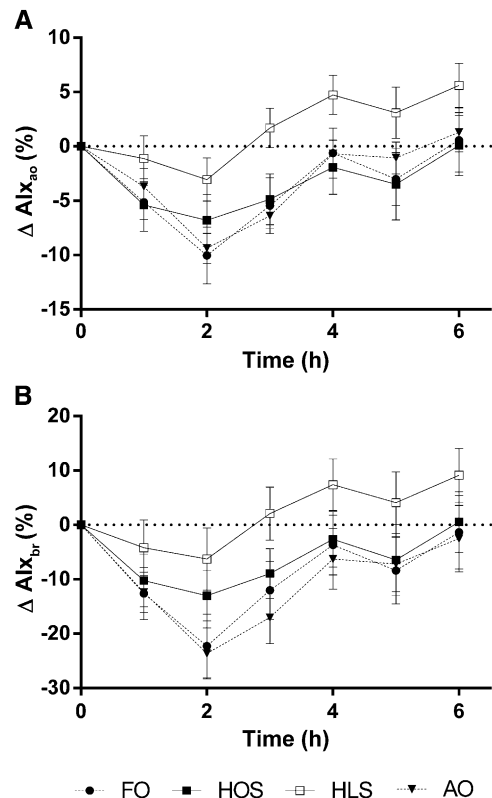 A
Δ AIxao (%)
10
5
0
-5
-10
-15
0 2 4 6
Time (h)
B
Δ AIxbr (%)
20
10
0
-10
-20
-30
0 2 4 6
Time (h)
FO HOS HLS AO